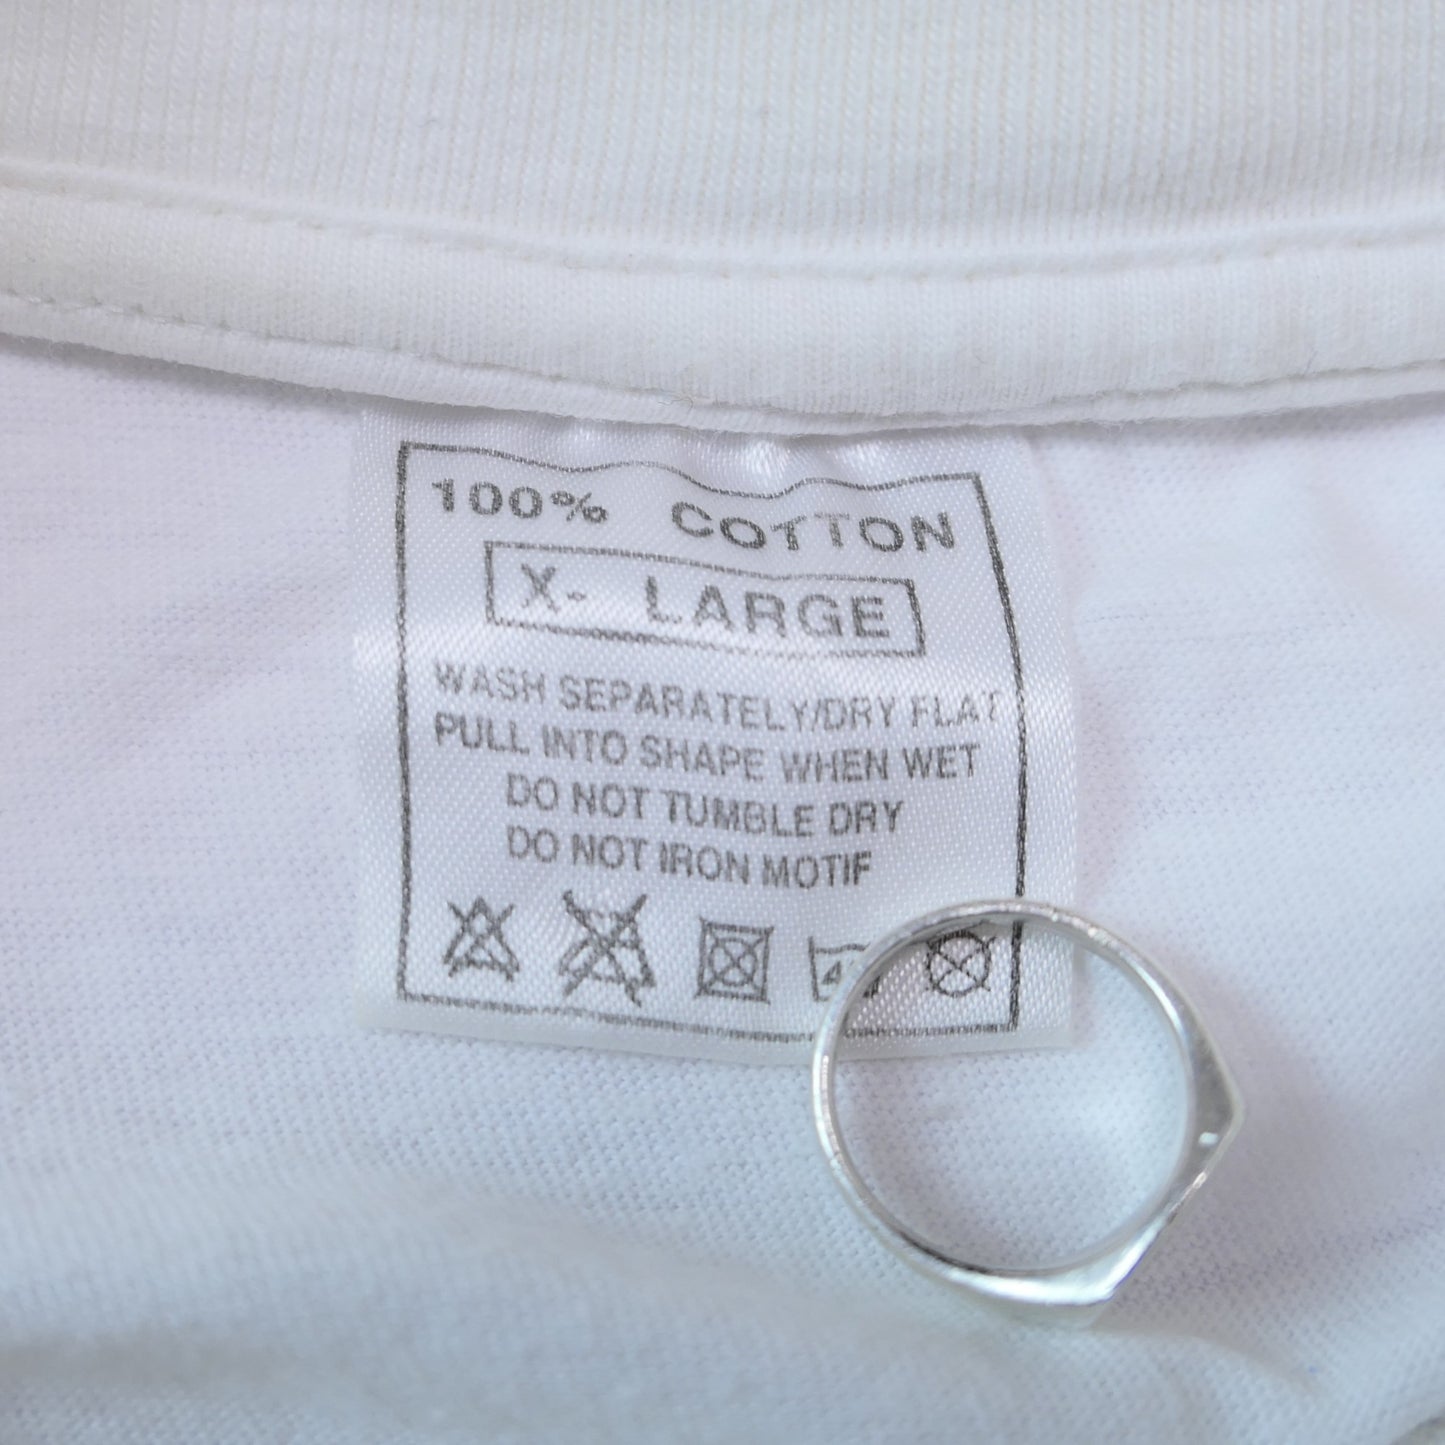 100% COTTON
X- LARGE
WASH SEPARATELY/DRY FLAT
PULL INTO SHAPE WHEN WET
DO NOT TUMBLE DRY
DO NOT IRON MOTIF